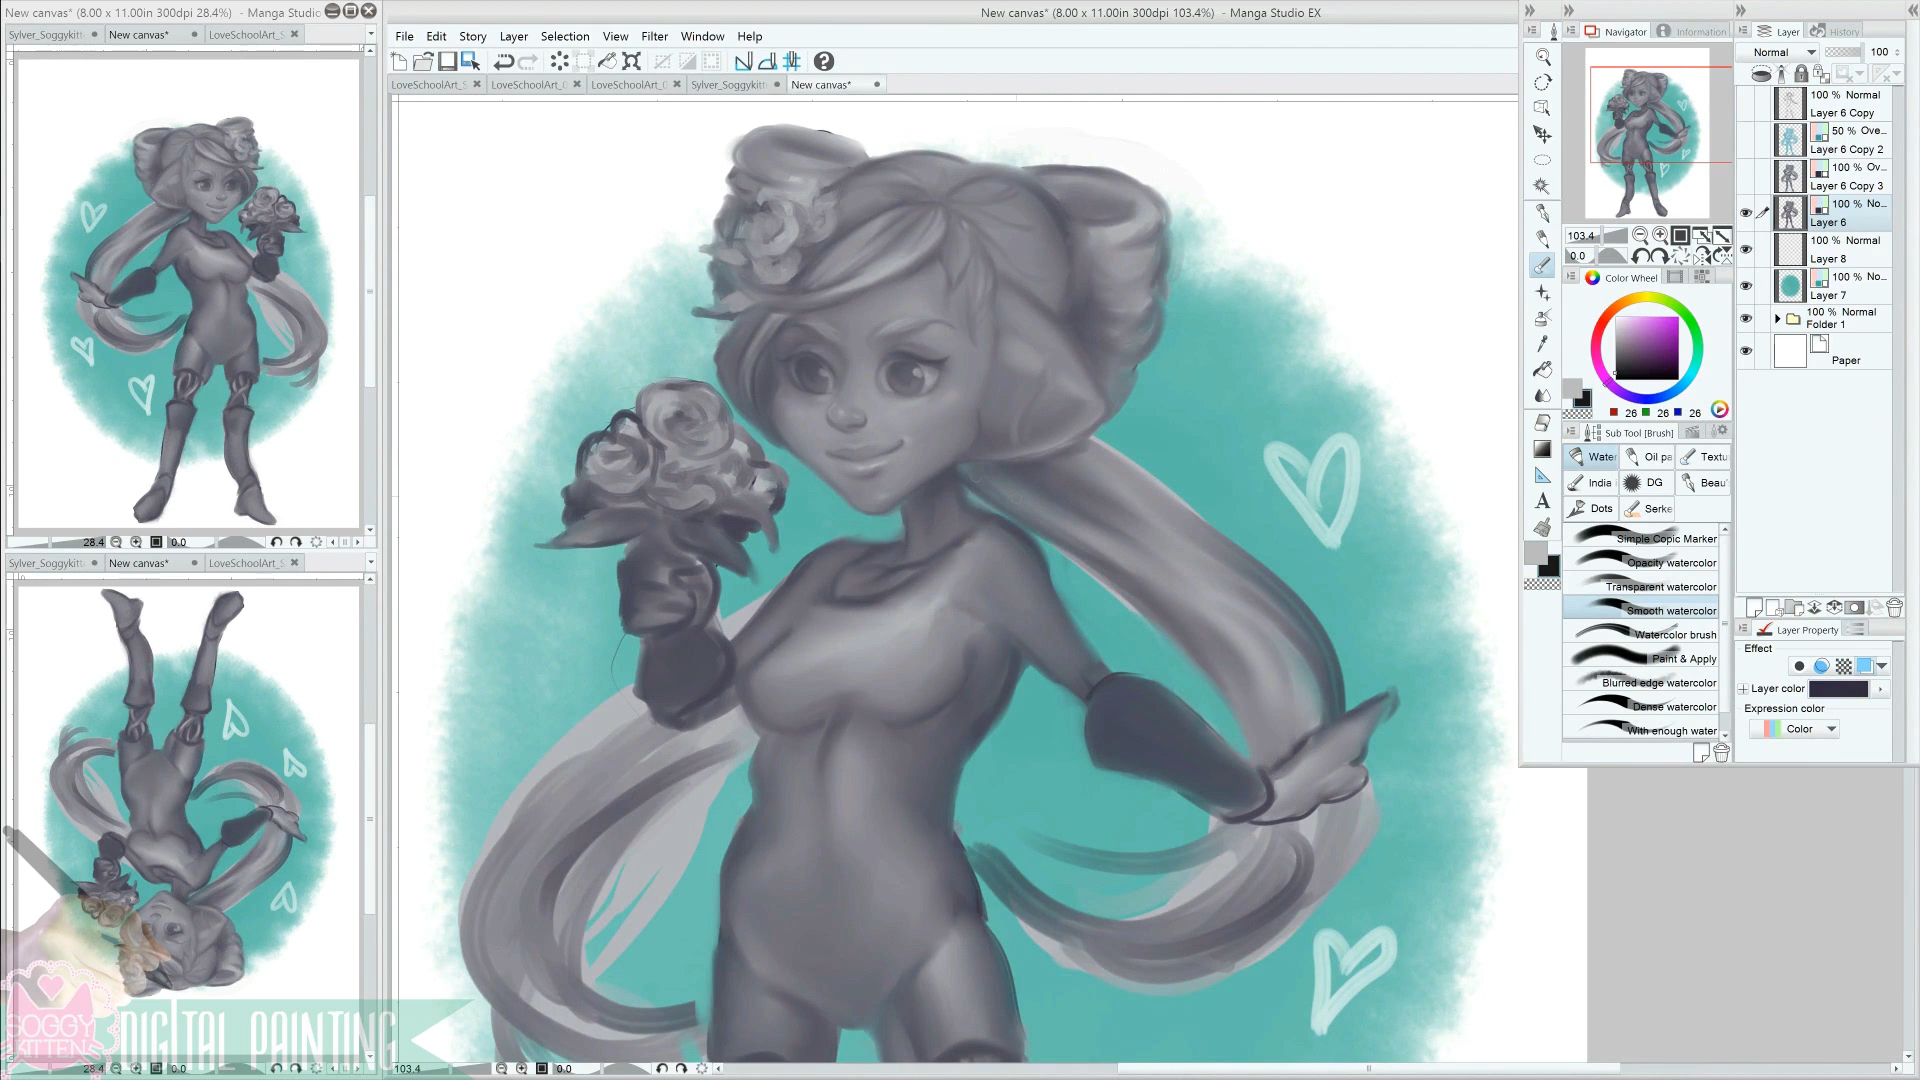 New canvas* (8.00 x 11.00in 300dpi 28.4%) - Manga Studio
New canvas* (8.00 x 11.00in 300dpi 103.4%) - Manga Studio EX
Sylver_Soggykitt
New canvas*
LoveSchoolArt_S
File Edit Story Layer Selection View Filter Window Help
LoveSchoolArt_S
LoveSchoolArt_0
LoveSchoolArt_0
Sylver_Soggykitt
New canvas*
28.4
0.0
Sylver_Soggykitt
New canvas*
LoveSchoolArt_S
28.4
0.0
103.4
0.0
SOGGY
KITTEN
DIGITAL PAINTING
Navigator
Information
103.4
0.0
Color Wheel
26 26 26
Sub Tool [Brush]
Water
Oil pa
Textu
India
DG
Beau
Dots
Serke
Simple Copic Marker
Opacity watercolor
Transparent watercolor
Smooth watercolor
Watercolor brush
Paint & Apply
Blurred edge watercolor
Dense watercolor
With enough water
Layer
History
Normal
100
100 % Normal
Layer 6 Copy
50 % Ove...
Layer 6 Copy 2
100 % Ov...
Layer 6 Copy 3
100 % No...
Layer 6
100 % Normal
Layer 8
100 % No...
Layer 7
100 % Normal
Folder 1
Paper
Layer Property
Effect
Layer color
Expression color
Color